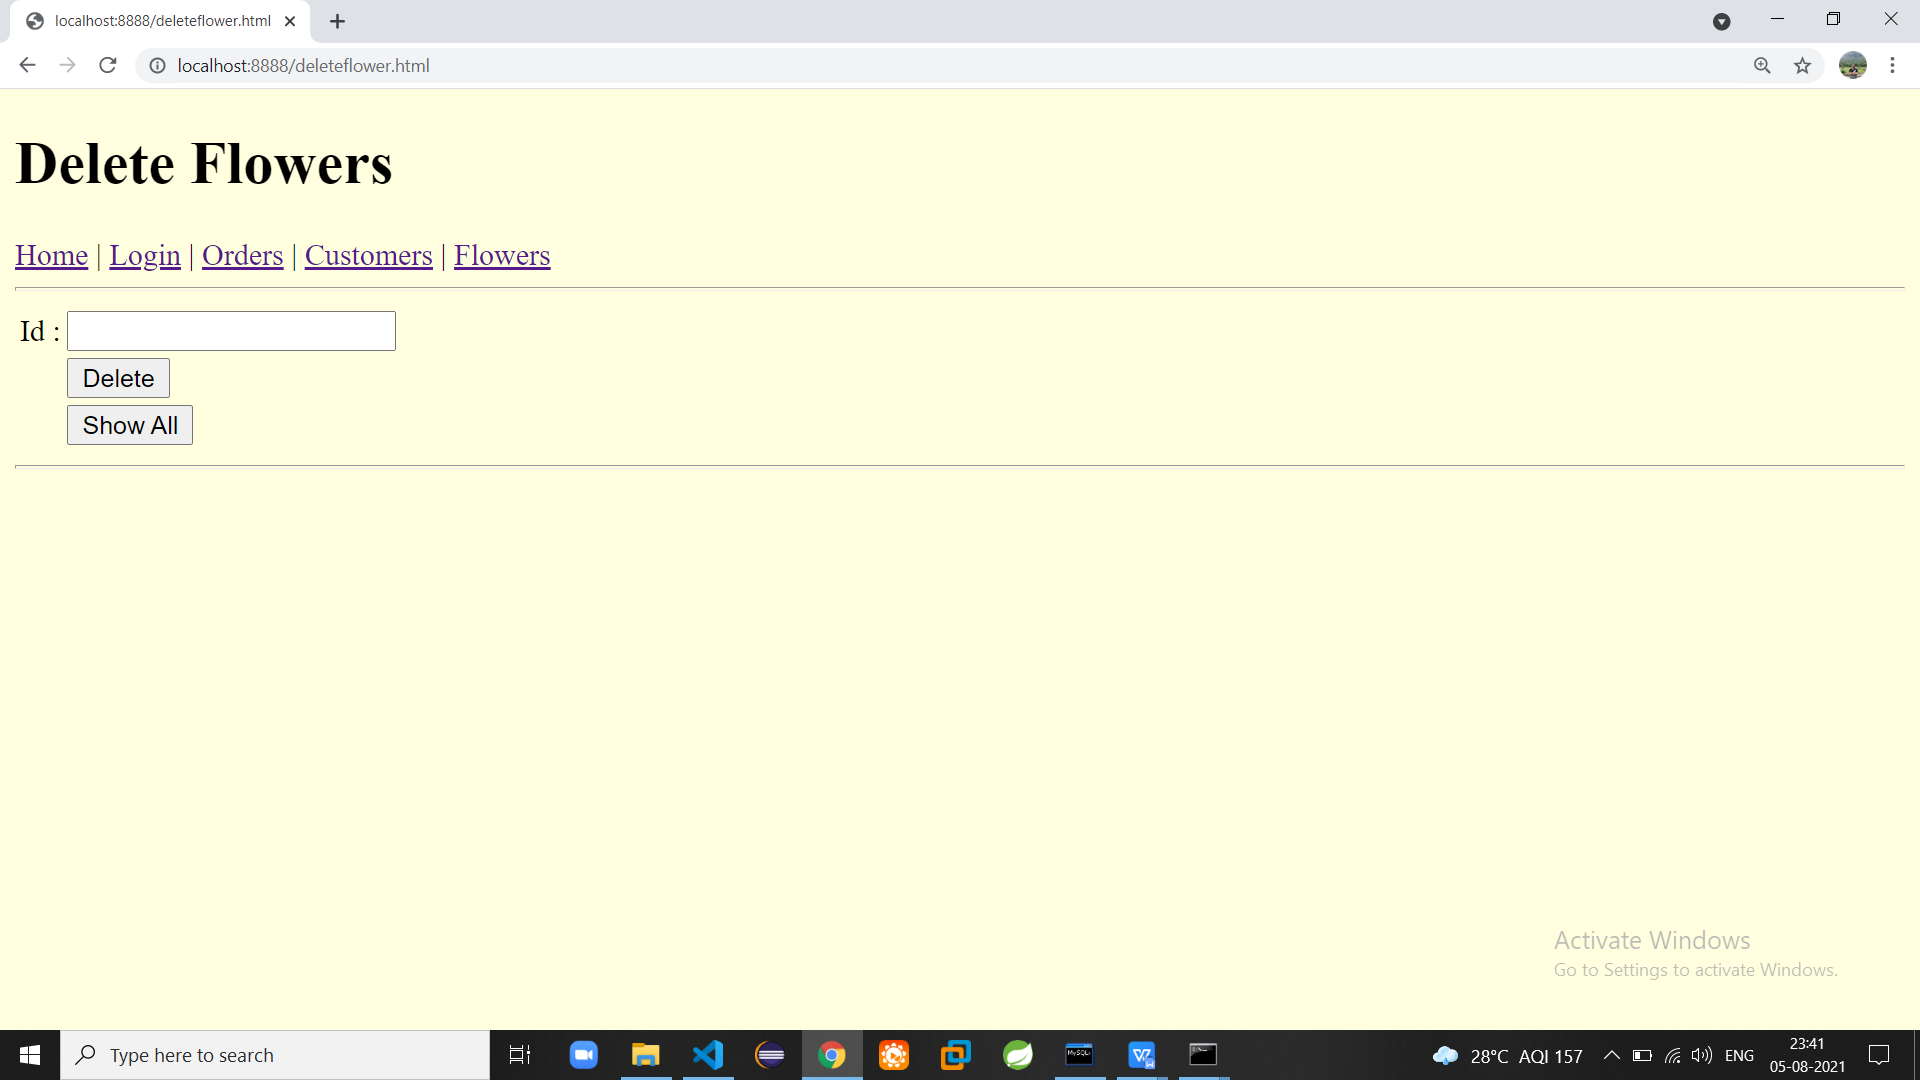 localhost:8888/deleteflower.html
localhost:8888/deleteflower.html
Delete Flowers
Home | Login | Orders | Customers | Flowers
Id :
Delete
Show All
Activate Windows
Go to Settings to activate Windows.
Type here to search
28°C AQI 157
ENG
23:41
05-08-2021